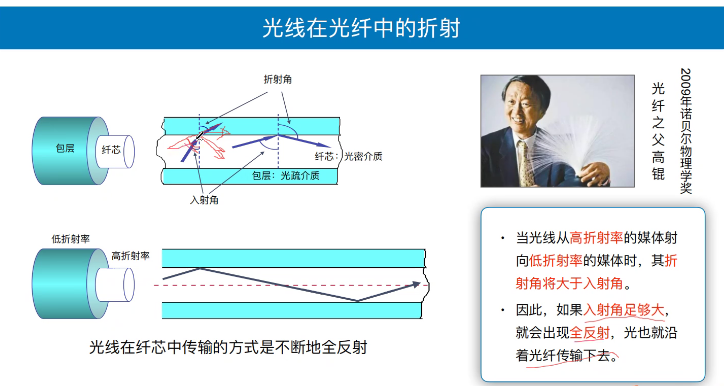 光线在光纤中的折射
折射角
包层
纤芯
纤芯：光密介质
包层：光疏介质
入射角
低折射率
高折射率
光线在纤芯中传输的方式是不断地全反射
光纤之父高锟
2009年诺贝尔物理学奖
• 当光线从高折射率的媒体射
向低折射率的媒体时，其折
射角将大于入射角。
• 因此，如果入射角足够大，
就会出现全反射，光也就沿
着光纤传输下去。